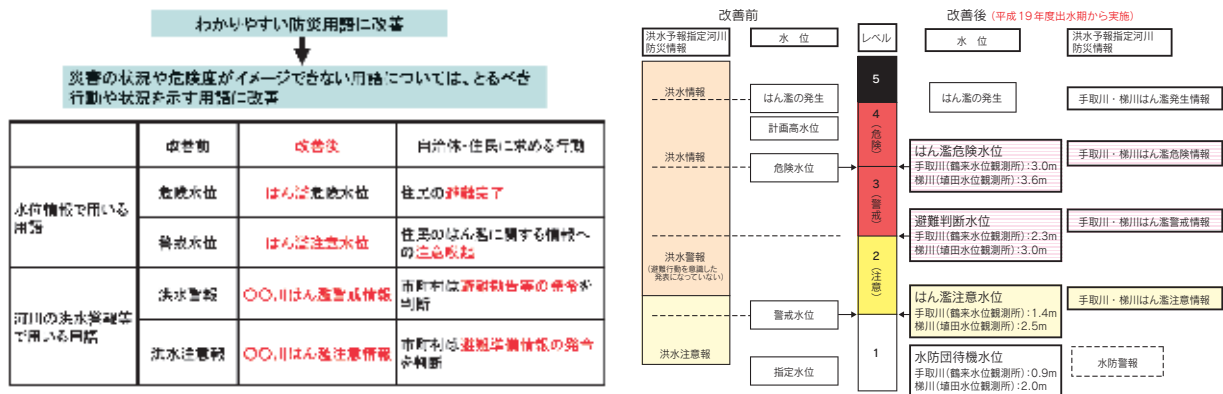 わかりやすい防災用語に改善
災害の状況や危険度がイメージできない用語については、とるべき
行動や状況を示す用語に改善
改善前
改善後
自治体・住民に求める行動
水位情報で用いる
用語
危険水位
はん濫危険水位
住民の避難完了
警戒水位
はん濫注意水位
住民のはん濫に関する情報へ
の注意喚起
河川の洪水警報等
で用いる用語
洪水警報
〇〇川はん濫警戒情報
市町村は避難勧告等の発令を
判断
洪水注意報
〇〇川はん濫注意情報
市町村は避難準備情報の発令
を判断
改善前
改善後（平成19年度出水期から実施）
洪水予報指定河川
防災情報
水 位
レベル
水 位
洪水予報指定河川
防災情報
洪水情報
はん濫の発生
5
はん濫の発生
手取川・梯川はん濫発生情報
計画高水位
4
（危険）
洪水情報
危険水位
はん濫危険水位
手取川（鶴来水位観測所）：3.0m
梯川（埴田水位観測所）：3.6m
手取川・梯川はん濫危険情報
3
（警戒）
避難判断水位
手取川（鶴来水位観測所）：2.3m
梯川（埴田水位観測所）：3.0m
手取川・梯川はん濫警戒情報
洪水警報
（避難行動を意識した
発表になっていない）
2
（注意）
警戒水位
はん濫注意水位
手取川（鶴来水位観測所）：1.4m
梯川（埴田水位観測所）：2.5m
手取川・梯川はん濫注意情報
洪水注意報
1
指定水位
水防団待機水位
手取川（鶴来水位観測所）：0.9m
梯川（埴田水位観測所）：2.0m
水防警報